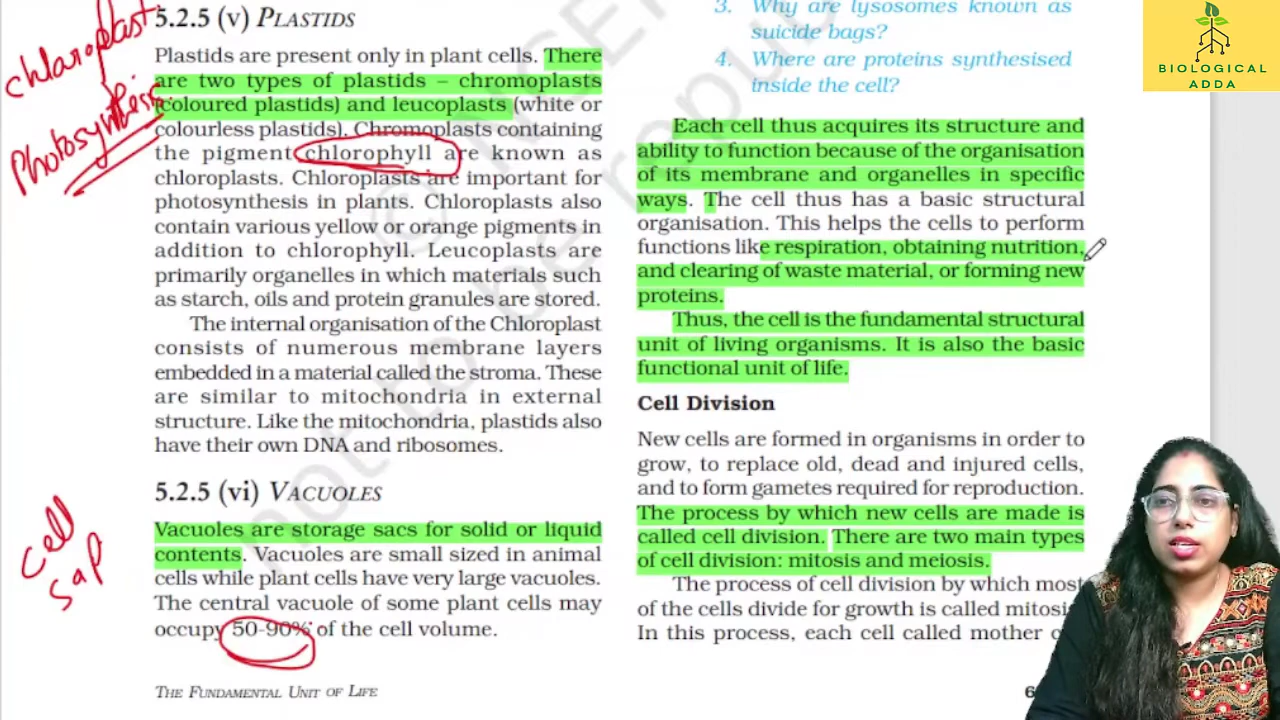 chloroplast
Photosynthesis
5.2.5 (v) PLASTIDS
Plastids are present only in plant cells. There
are two types of plastids – chromoplasts
(coloured plastids) and leucoplasts (white or
colourless plastids). Chromoplasts containing
the pigment chlorophyll are known as
chloroplasts. Chloroplasts are important for
photosynthesis in plants. Chloroplasts also
contain various yellow or orange pigments in
addition to chlorophyll. Leucoplasts are
primarily organelles in which materials such
as starch, oils and protein granules are stored.
The internal organisation of the Chloroplast
consists of numerous membrane layers
embedded in a material called the stroma. These
are similar to mitochondria in external
structure. Like the mitochondria, plastids also
have their own DNA and ribosomes.
5.2.5 (vi) VACUOLES
Vacuoles are storage sacs for solid or liquid
contents. Vacuoles are small sized in animal
cells while plant cells have very large vacuoles.
The central vacuole of some plant cells may
occupy 50-90% of the cell volume.
Cell
Sap
THE FUNDAMENTAL UNIT OF LIFE
3. Why are lysosomes known as
suicide bags?
4. Where are proteins synthesised
inside the cell?
Each cell thus acquires its structure and
ability to function because of the organisation
of its membrane and organelles in specific
ways. The cell thus has a basic structural
organisation. This helps the cells to perform
functions like respiration, obtaining nutrition,
and clearing of waste material, or forming new
proteins.
Thus, the cell is the fundamental structural
unit of living organisms. It is also the basic
functional unit of life.
Cell Division
New cells are formed in organisms in order to
grow, to replace old, dead and injured cells,
and to form gametes required for reproduction.
The process by which new cells are made is
called cell division. There are two main types
of cell division: mitosis and meiosis.
The process of cell division by which most
of the cells divide for growth is called
In this process, each cell called mother
BIOLOGICAL
ADDA
not to be